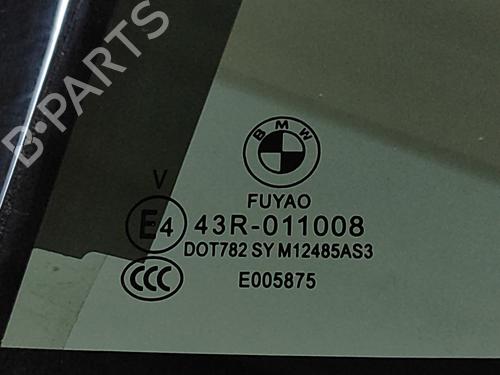 B·PARTS
BMW
FUYAO
V
E4 43R-011008
DOT782 SY M12485AS3
CCC E005875